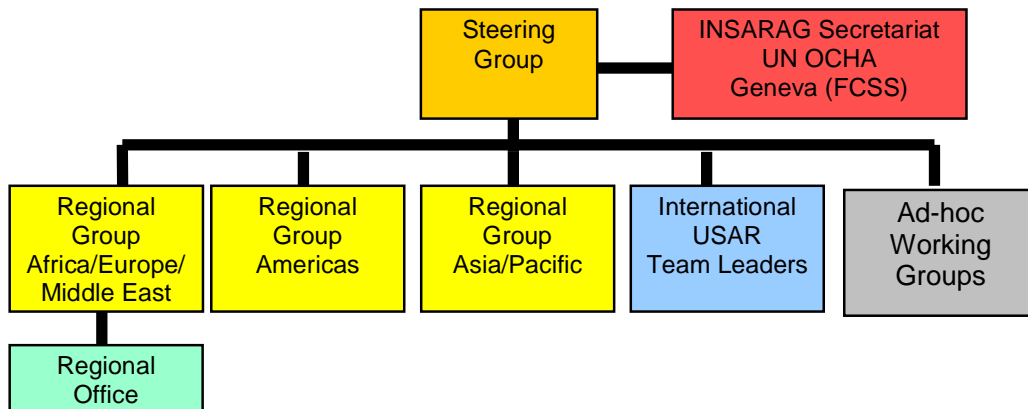 Steering
Group
INSARAG Secretariat
UN OCHA
Geneva (FCSS)
Regional
Group
Africa/Europe/
Middle East
Regional
Group
Americas
Regional
Group
Asia/Pacific
International
USAR
Team Leaders
Ad-hoc
Working
Groups
Regional
Office